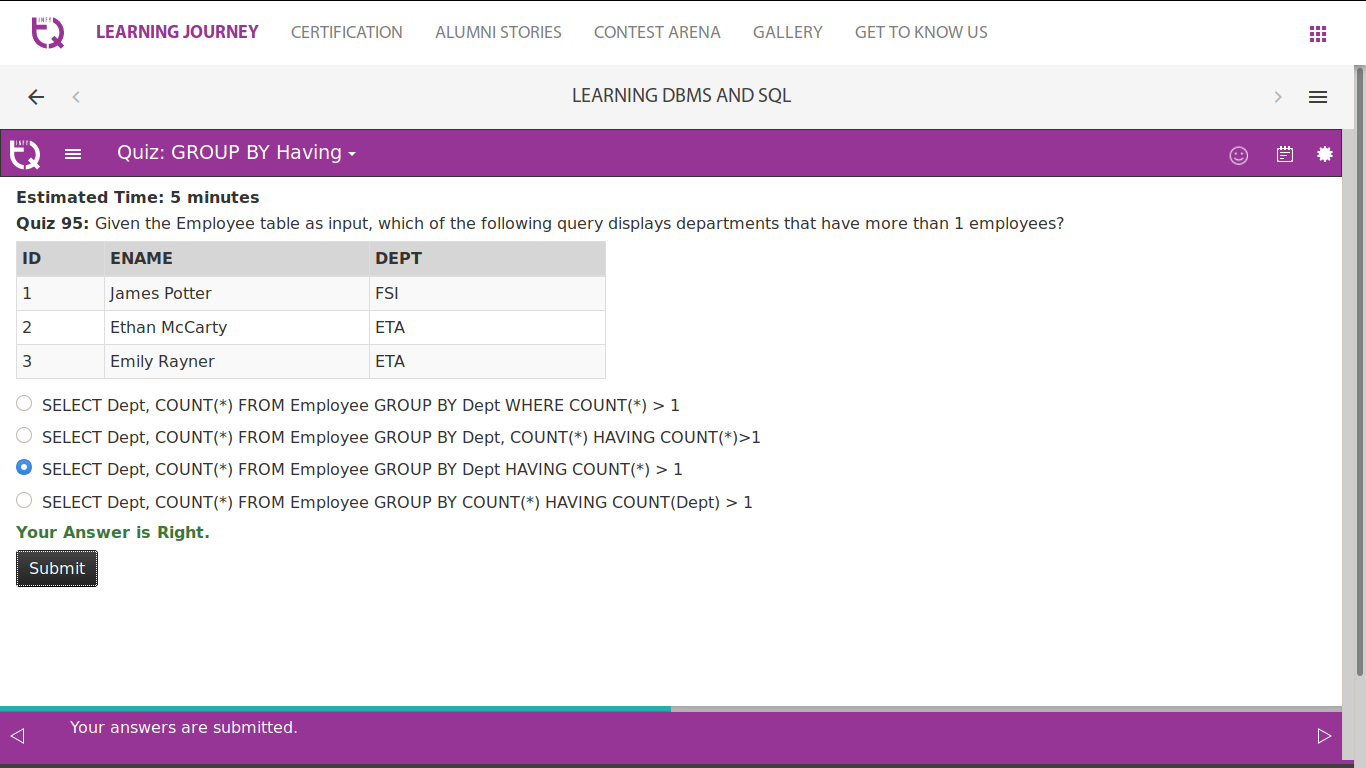 INFY
TQ
LEARNING JOURNEY CERTIFICATION ALUMNI STORIES CONTEST ARENA GALLERY GET TO KNOW US
LEARNING DBMS AND SQL
INFY
TQ
Quiz: GROUP BY Having
Estimated Time: 5 minutes
Quiz 95: Given the Employee table as input, which of the following query displays departments that have more than 1 employees?
ID ENAME DEPT
1 James Potter FSI
2 Ethan McCarty ETA
3 Emily Rayner ETA
SELECT Dept, COUNT(*) FROM Employee GROUP BY Dept WHERE COUNT(*) > 1
SELECT Dept, COUNT(*) FROM Employee GROUP BY Dept, COUNT(*) HAVING COUNT(*)>1
SELECT Dept, COUNT(*) FROM Employee GROUP BY Dept HAVING COUNT(*) > 1
SELECT Dept, COUNT(*) FROM Employee GROUP BY COUNT(*) HAVING COUNT(Dept) > 1
Your Answer is Right.
Submit
Your answers are submitted.